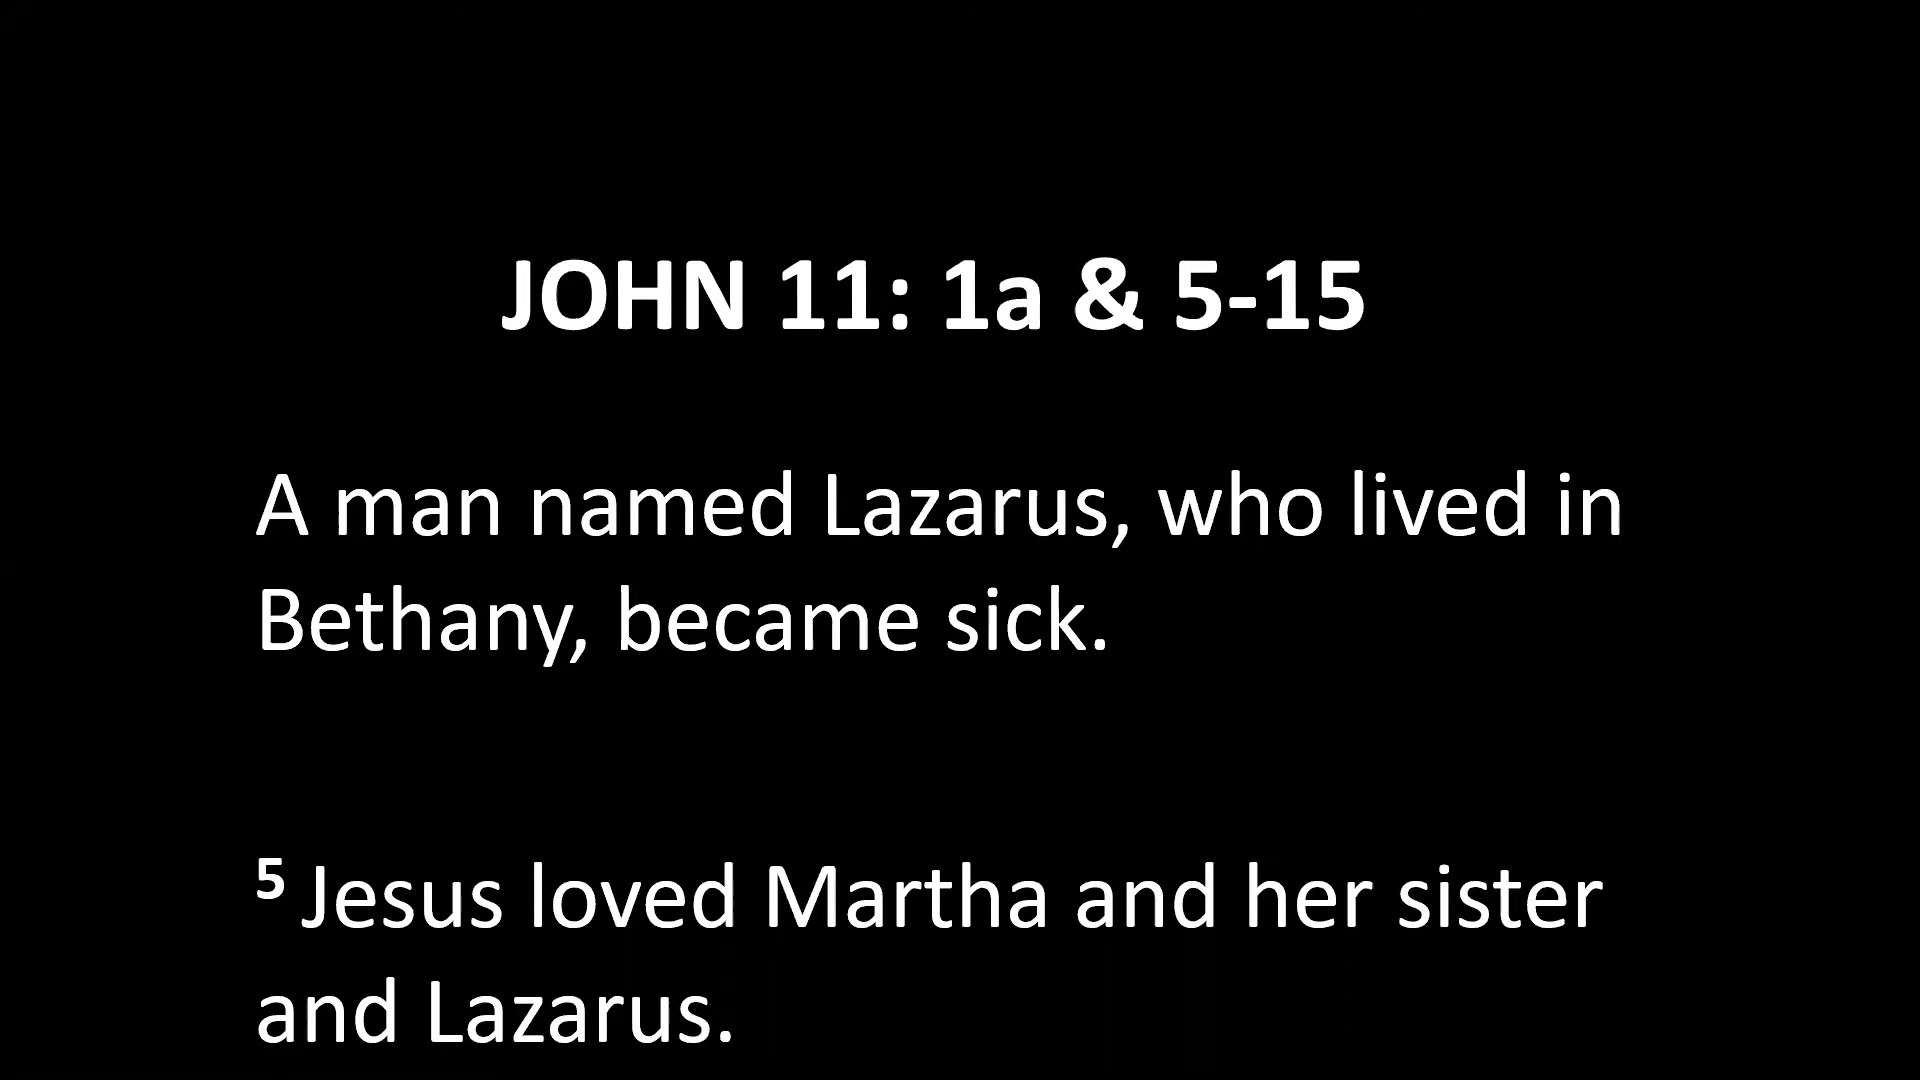 JOHN 11: 1a & 5-15
A man named Lazarus, who lived in
Bethany, became sick.
5 Jesus loved Martha and her sister
and Lazarus.